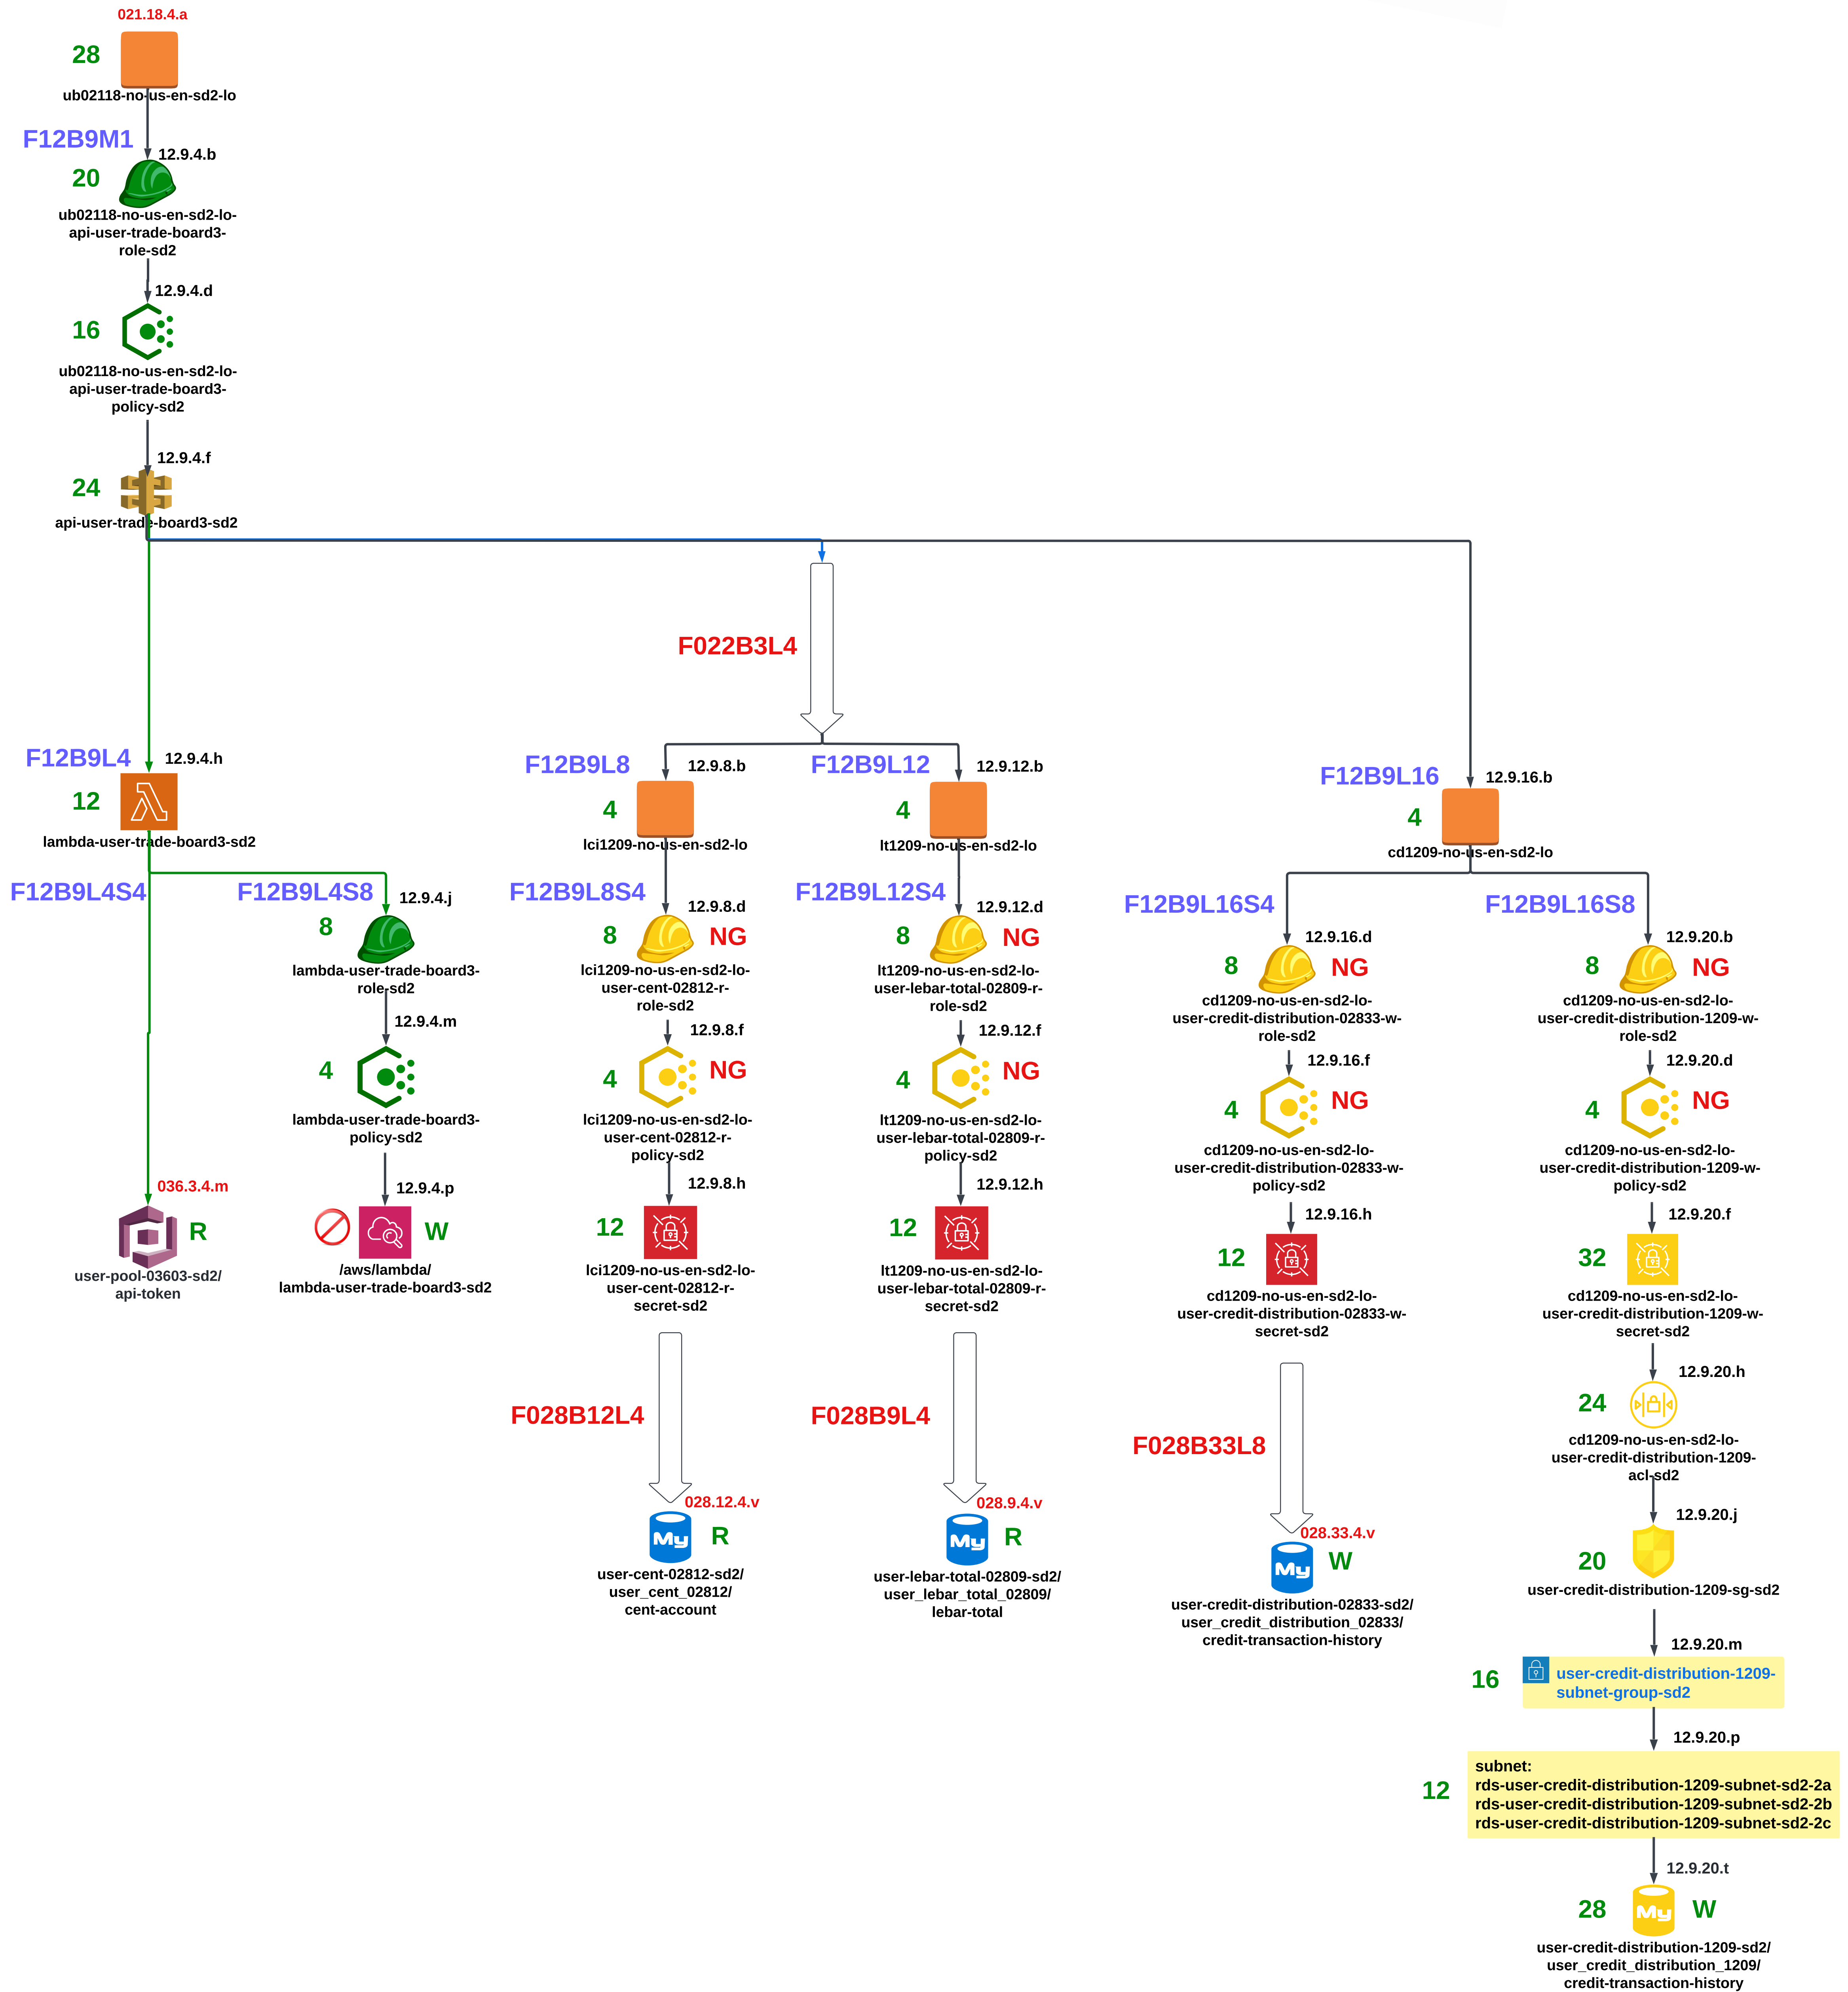 021.18.4.a
28
ub02118-no-us-en-sd2-lo
F12B9M1
12.9.4.b
20
ub02118-no-us-en-sd2-lo-
api-user-trade-board3-
role-sd2
12.9.4.d
16
ub02118-no-us-en-sd2-lo-
api-user-trade-board3-
policy-sd2
12.9.4.f
24
api-user-trade-board3-sd2
F022B3L4
F12B9L4
12.9.4.h
12
lambda-user-trade-board3-sd2
F12B9L4S4
036.3.4.m
R
user-pool-03603-sd2/
api-token
F12B9L4S8
12.9.4.j
8
lambda-user-trade-board3-
role-sd2
12.9.4.m
4
lambda-user-trade-board3-
policy-sd2
12.9.4.p
W
/aws/lambda/
lambda-user-trade-board3-sd2
F12B9L8
12.9.8.b
4
lci1209-no-us-en-sd2-lo
F12B9L8S4
12.9.8.d
8
NG
lci1209-no-us-en-sd2-lo-
user-cent-02812-r-
role-sd2
12.9.8.f
4
NG
lci1209-no-us-en-sd2-lo-
user-cent-02812-r-
policy-sd2
12.9.8.h
12
lci1209-no-us-en-sd2-lo-
user-cent-02812-r-
secret-sd2
F028B12L4
028.12.4.v
My
R
user-cent-02812-sd2/
user_cent_02812/
cent-account
F12B9L12
12.9.12.b
4
lt1209-no-us-en-sd2-lo
F12B9L12S4
12.9.12.d
8
NG
lt1209-no-us-en-sd2-lo-
user-lebar-total-02809-r-
role-sd2
12.9.12.f
4
NG
lt1209-no-us-en-sd2-lo-
user-lebar-total-02809-r-
policy-sd2
12.9.12.h
12
lt1209-no-us-en-sd2-lo-
user-lebar-total-02809-r-
secret-sd2
F028B9L4
028.9.4.v
My
R
user-lebar-total-02809-sd2/
user_lebar_total_02809/
lebar-total
F12B9L16
12.9.16.b
4
cd1209-no-us-en-sd2-lo
F12B9L16S4
12.9.16.d
8
NG
cd1209-no-us-en-sd2-lo-
user-credit-distribution-02833-w-
role-sd2
12.9.16.f
4
NG
cd1209-no-us-en-sd2-lo-
user-credit-distribution-02833-w-
policy-sd2
12.9.16.h
12
cd1209-no-us-en-sd2-lo-
user-credit-distribution-02833-w-
secret-sd2
F028B33L8
028.33.4.v
My
W
user-credit-distribution-02833-sd2/
user_credit_distribution_02833/
credit-transaction-history
F12B9L16S8
12.9.20.b
8
NG
cd1209-no-us-en-sd2-lo-
user-credit-distribution-1209-w-
role-sd2
12.9.20.d
4
NG
cd1209-no-us-en-sd2-lo-
user-credit-distribution-1209-w-
policy-sd2
12.9.20.f
32
cd1209-no-us-en-sd2-lo-
user-credit-distribution-1209-w-
secret-sd2
12.9.20.h
24
cd1209-no-us-en-sd2-lo-
user-credit-distribution-1209-
acl-sd2
12.9.20.j
20
user-credit-distribution-1209-sg-sd2
12.9.20.m
16
user-credit-distribution-1209-
subnet-group-sd2
12.9.20.p
12
subnet:
rds-user-credit-distribution-1209-subnet-sd2-2a
rds-user-credit-distribution-1209-subnet-sd2-2b
rds-user-credit-distribution-1209-subnet-sd2-2c
12.9.20.t
28
My
W
user-credit-distribution-1209-sd2/
user_credit_distribution_1209/
credit-transaction-history